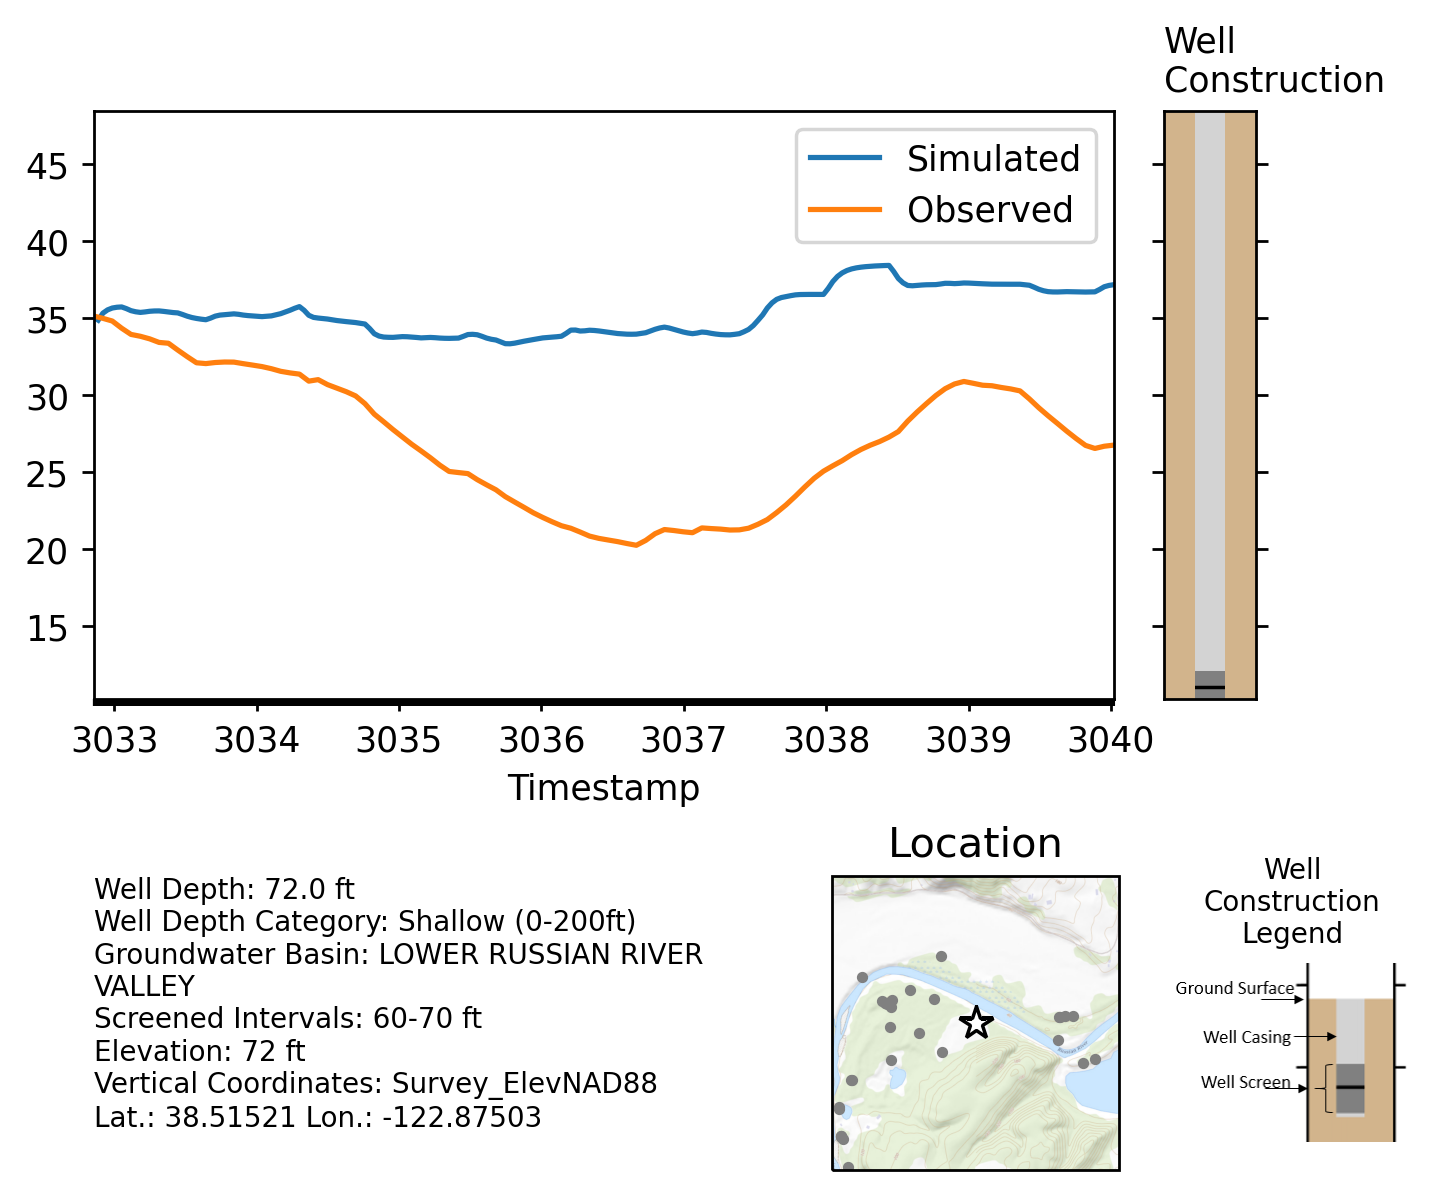 Well
Construction
45
40
35
30
25
20
15
Simulated
Observed
3033 3034 3035 3036 3037 3038 3039 3040
Timestamp
Well Depth: 72.0 ft
Well Depth Category: Shallow (0-200ft)
Groundwater Basin: LOWER RUSSIAN RIVER
VALLEY
Screened Intervals: 60-70 ft
Elevation: 72 ft
Vertical Coordinates: Survey_ElevNAD88
Lat.: 38.51521 Lon.: -122.87503
Location
Russian River
Well
Construction
Legend
Ground Surface
Well Casing
Well Screen